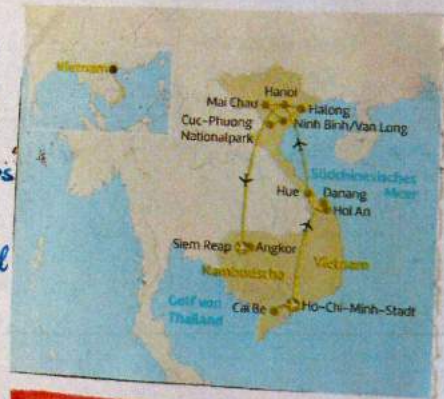 Vietnam
Hanoi
Mai Chau
Halong
Cuc-Phuong
Nationalpark
Ninh Binh/Van Long
Südchinesisches
Meer
Hue
Danang
Hoi An
Siem Reap
Angkor
Kambodscha
Vietnam
Golf von
Thailand
Cai Be
Ho-Chi-Minh-Stadt